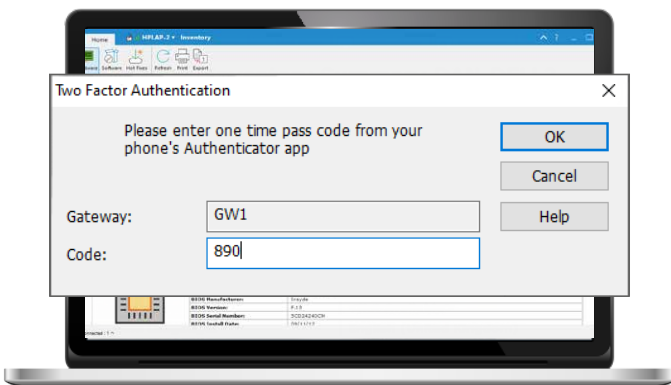 Home
HPLAP-2 Inventory
Software Hot Fixes Refresh Print Export
Two Factor Authentication
Please enter one time pass code from your
phone's Authenticator app
OK
Cancel
Gateway: GW1
Help
Code: 890
BIOS Manufacturer: Insyde
BIOS Version: F.13
BIOS Serial Number:
BIOS Install Date: